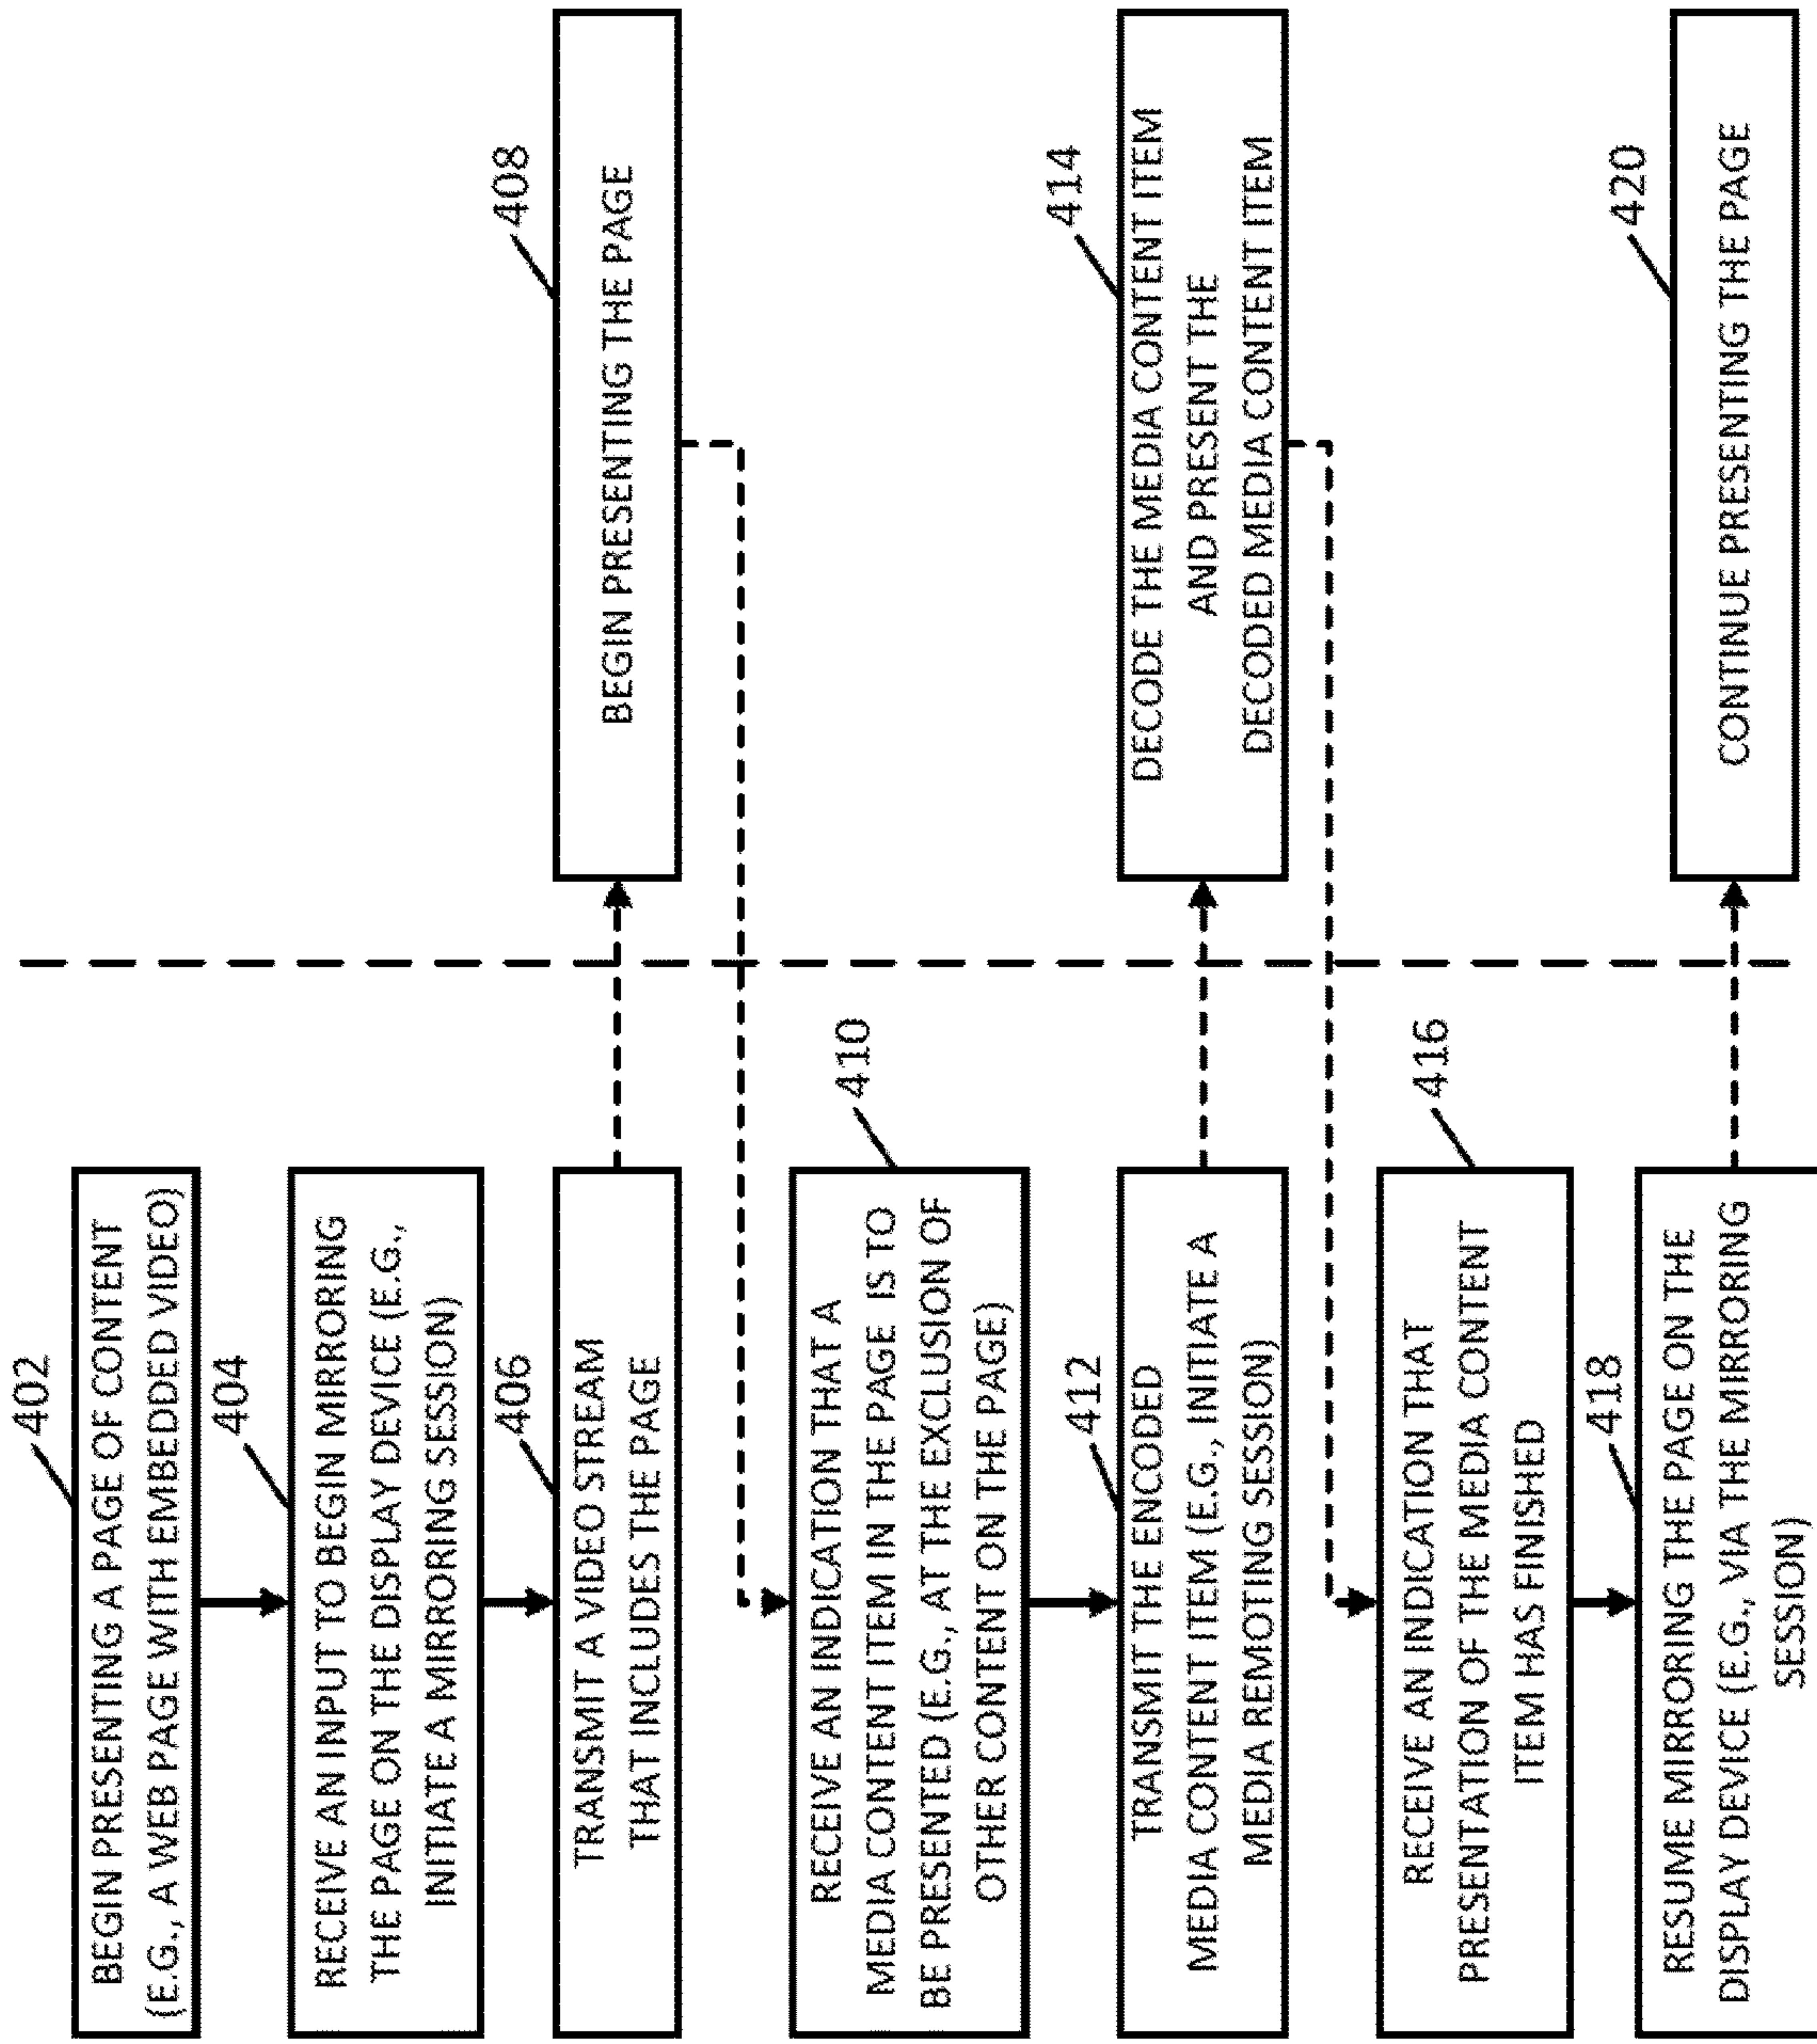 402
BEGIN PRESENTING A PAGE OF CONTENT
(E.G., A WEB PAGE WITH EMBEDDED VIDEO)
404
RECEIVE AN INPUT TO BEGIN MIRRORING
THE PAGE ON THE DISPLAY DEVICE (E.G.,
INITIATE A MIRRORING SESSION)
406
TRANSMIT A VIDEO STREAM
THAT INCLUDES THE PAGE
408
BEGIN PRESENTING THE PAGE
410
RECEIVE AN INDICATION THAT A
MEDIA CONTENT ITEM IN THE PAGE IS TO
BE PRESENTED (E.G., AT THE EXCLUSION OF
OTHER CONTENT ON THE PAGE)
412
TRANSMIT THE ENCODED
MEDIA CONTENT ITEM (E.G., INITIATE A
MEDIA REMOTING SESSION)
414
DECODE THE MEDIA CONTENT ITEM
AND PRESENT THE
DECODED MEDIA CONTENT ITEM
416
RECEIVE AN INDICATION THAT
PRESENTATION OF THE MEDIA CONTENT
ITEM HAS FINISHED
418
RESUME MIRRORING THE PAGE ON THE
DISPLAY DEVICE (E.G., VIA THE MIRRORING
SESSION)
420
CONTINUE PRESENTING THE PAGE